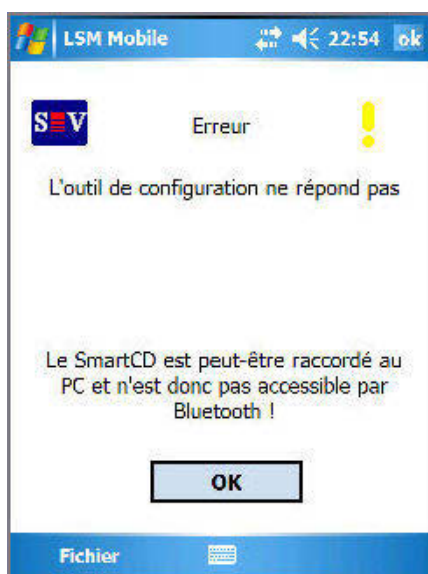 LSM Mobile 22:54 ok
S V Erreur
L'outil de configuration ne répond pas
Le SmartCD est peut-être raccordé au
PC et n'est donc pas accessible par
Bluetooth !
OK
Fichier